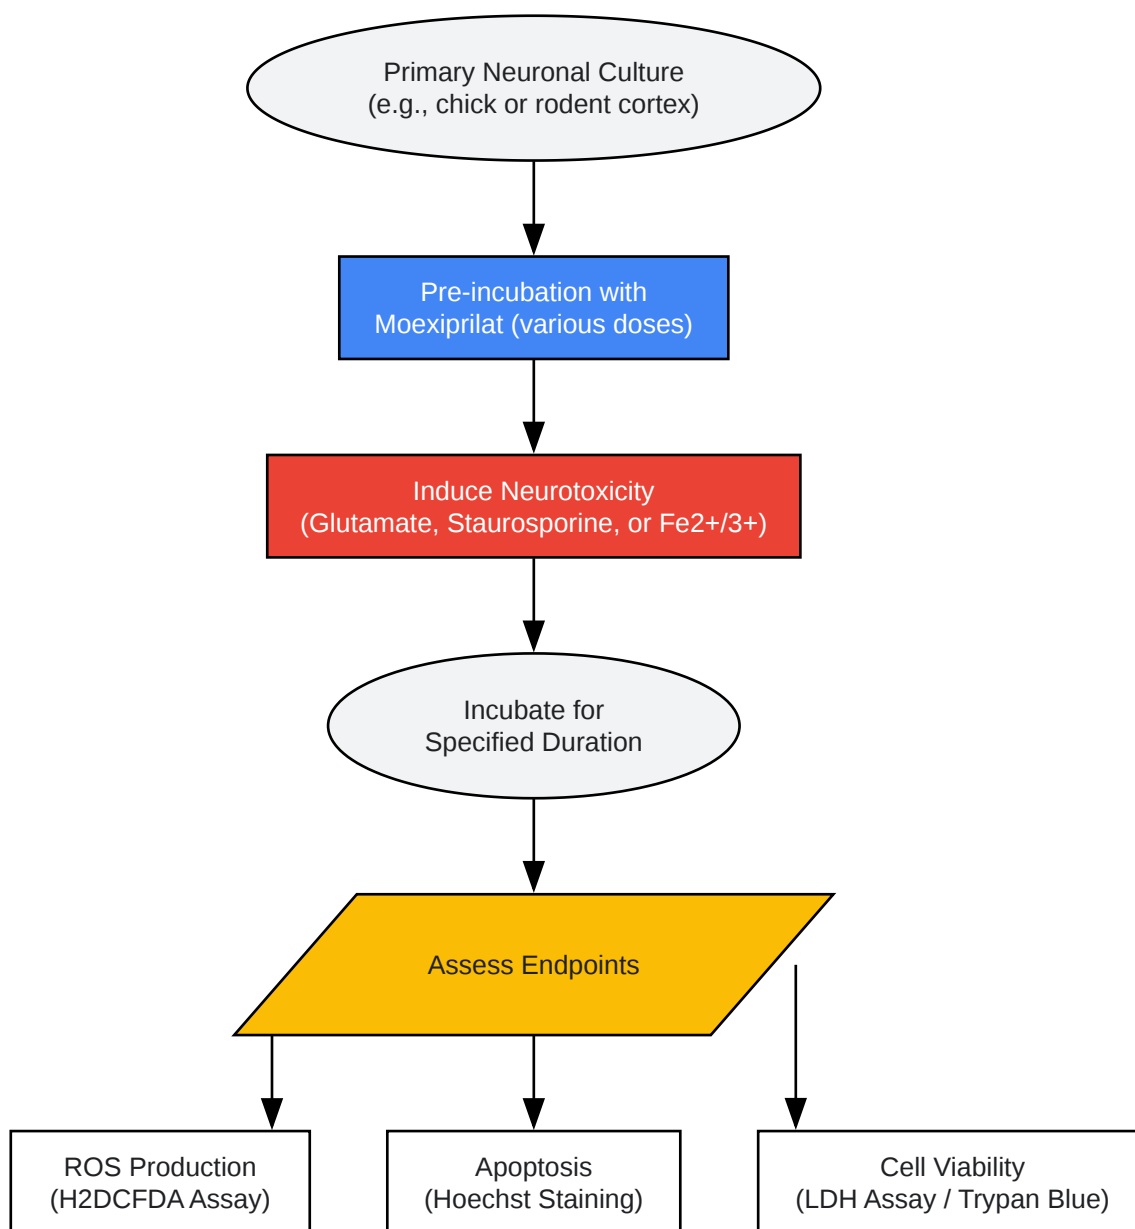 Primary Neuronal Culture
(e.g., chick or rodent cortex)
Pre-incubation with
Moexiprilat (various doses)
Induce Neurotoxicity
(Glutamate, Staurosporine, or Fe2+/3+)
Incubate for
Specified Duration
Assess Endpoints
ROS Production
(H2DCFDA Assay)
Apoptosis
(Hoechst Staining)
Cell Viability
(LDH Assay / Trypan Blue)